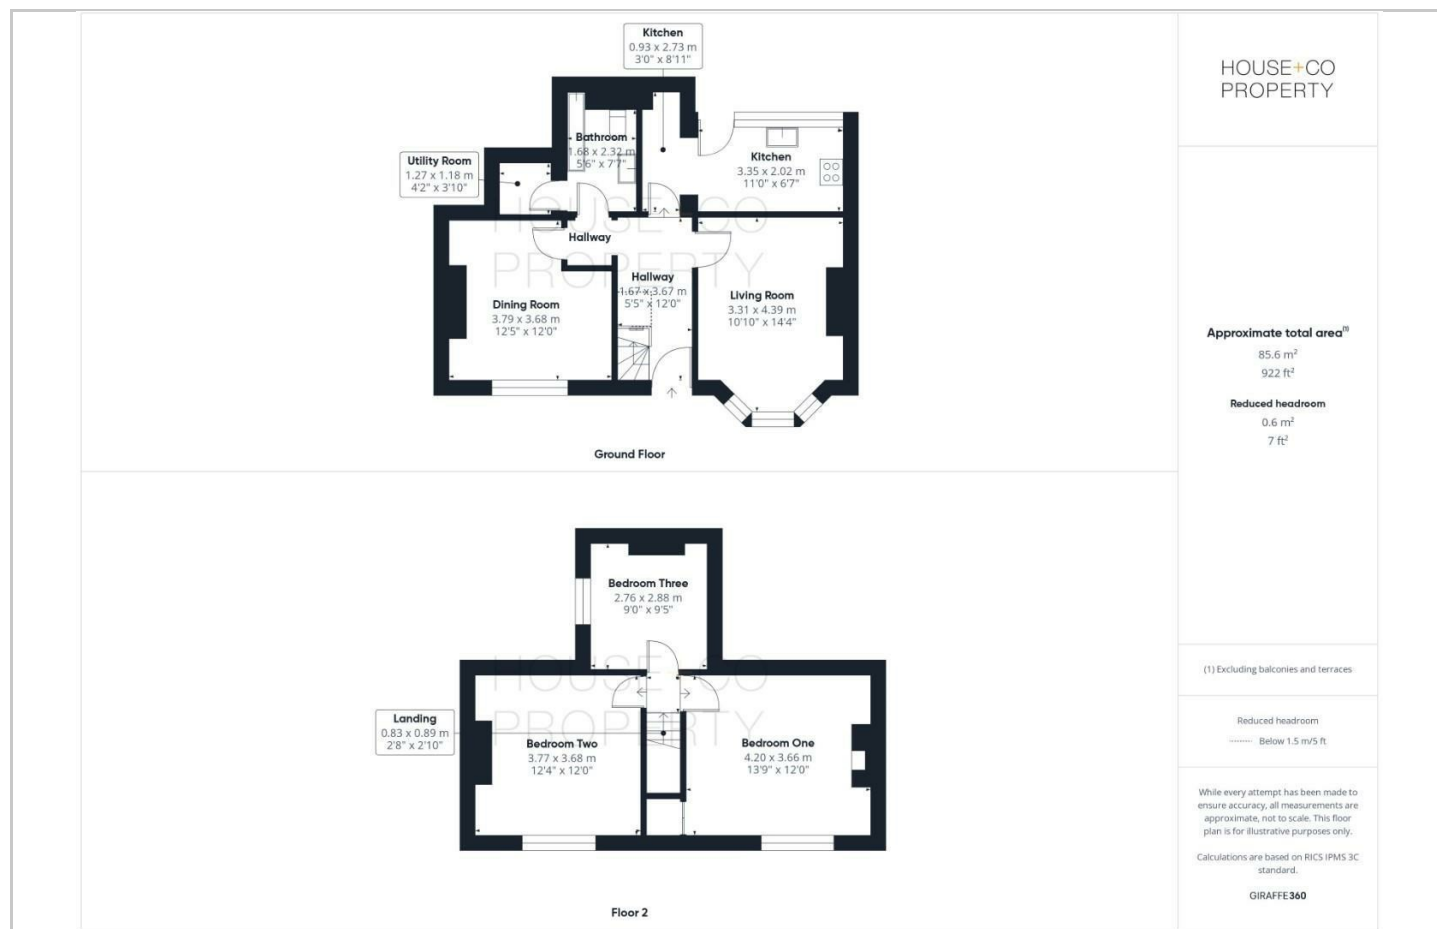 Kitchen
0.93 x 2.73 m
3'0" x 8'11"
Bathroom
1.68 x 2.32 m
5'6" x 7'7"
Utility Room
1.27 x 1.18 m
4'2" x 3'10"
Kitchen
3.35 x 2.02 m
11'0" x 6'7"
HOUSE+CO
PROPERTY
Hallway
Hallway
1.67 x 3.67 m
5'5" x 12'0"
Dining Room
3.79 x 3.68 m
12'5" x 12'0"
Living Room
3.31 x 4.39 m
10'10" x 14'4"
Ground Floor
Bedroom Three
2.76 x 2.88 m
9'0" x 9'5"
HOUSE+CO
PROPERTY
Landing
0.83 x 0.89 m
2'8" x 2'10"
Bedroom Two
3.77 x 3.68 m
12'4" x 12'0"
Bedroom One
4.20 x 3.66 m
13'9" x 12'0"
Floor 2
HOUSE+CO
PROPERTY
Approximate total area(1)
85.6 m²
922 ft²
Reduced headroom
0.6 m²
7 ft²
(1) Excluding balconies and terraces
Reduced headroom
Below 1.5 m/5 ft
While every attempt has been made to
ensure accuracy, all measurements are
approximate, not to scale. This floor
plan is for illustrative purposes only.
Calculations are based on RICS IPMS 3C
standard.
GIRAFFE360